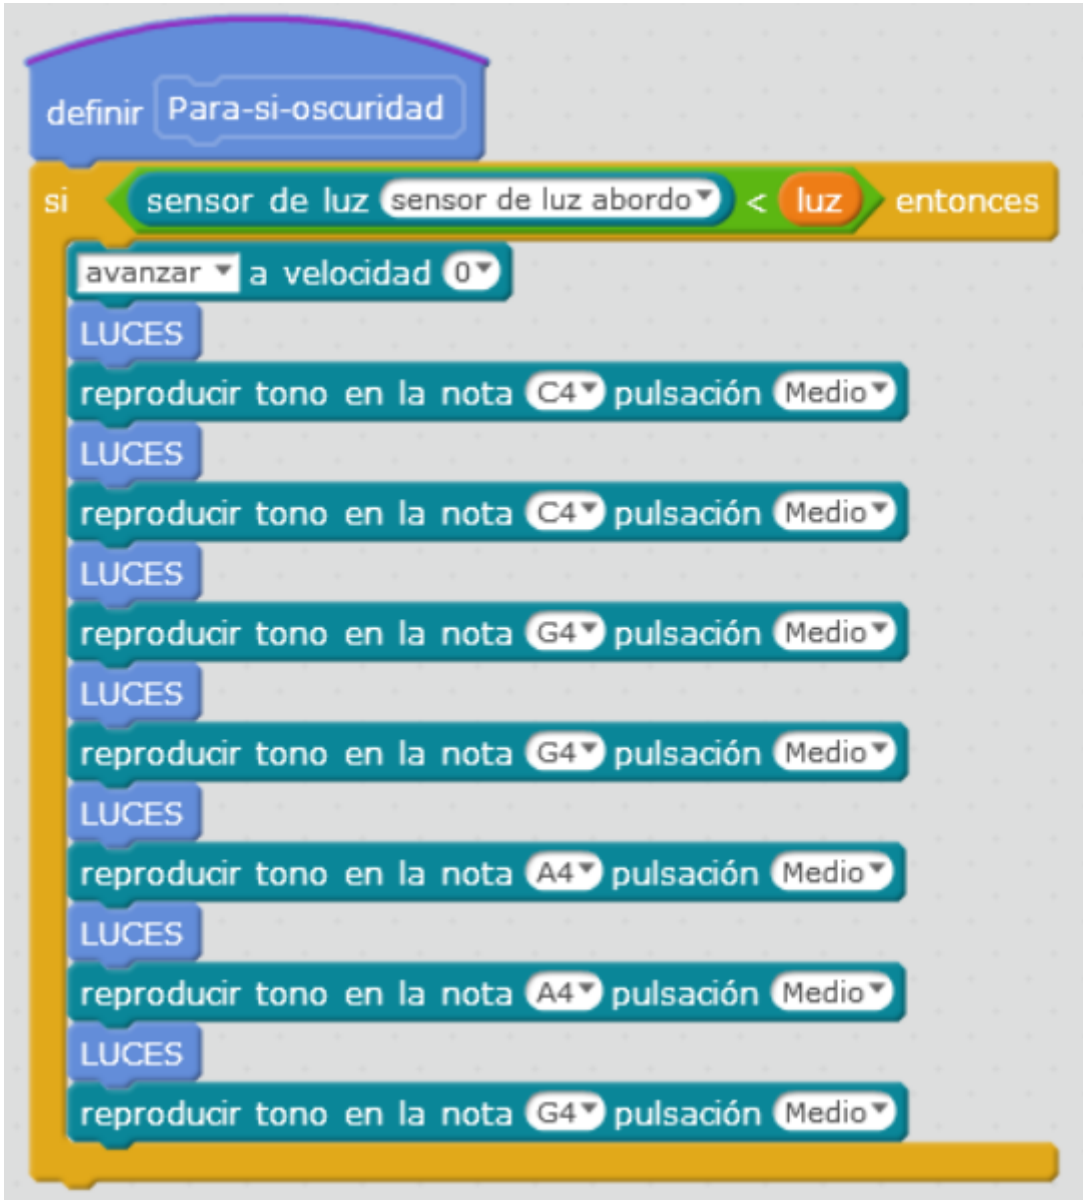 definir Para-si-oscuridad
si sensor de luz sensor de luz abordo < luz entonces
avanzar a velocidad 0
LUCES
reproducir tono en la nota C4 pulsación Medio
LUCES
reproducir tono en la nota C4 pulsación Medio
LUCES
reproducir tono en la nota G4 pulsación Medio
LUCES
reproducir tono en la nota G4 pulsación Medio
LUCES
reproducir tono en la nota A4 pulsación Medio
LUCES
reproducir tono en la nota A4 pulsación Medio
LUCES
reproducir tono en la nota G4 pulsación Medio